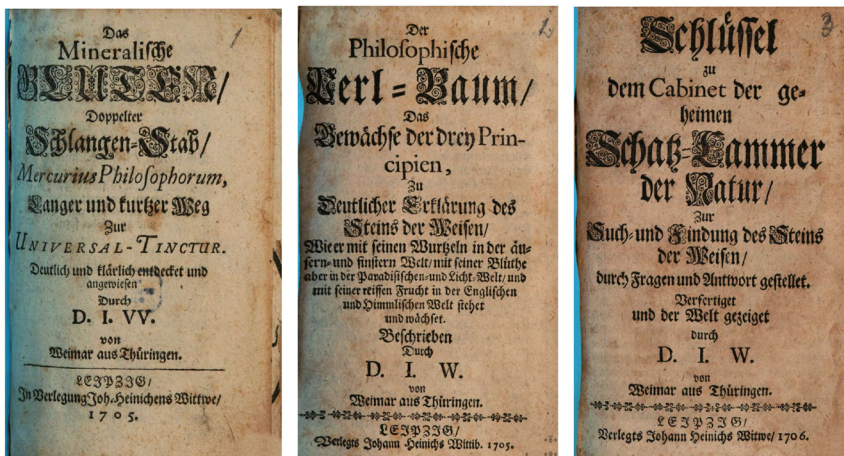 1
Das
Mineralische
GLUTEN/
Doppelter
Schlangen-Stab/
Mercurius Philosophorum,
Langer und kurtzer Weg
Zur
UNIVERSAL-TINCTUR.
Deutlich und klärlich entdecket und
angewiesen
Durch
D. I. VV.
von
Weimar aus Thüringen.
LEIPZIG/
In Verlegung Joh. Heinichens Wittwe/
1705.
2
Der
Philosophische
Perl-Baum/
Das
Gewächse der drey Prin-
cipien,
Zu
Deutlicher Erklärung des
Steins der Weisen/
Wie er mit seinen Wurtzeln in der äu-
sern- und finstern Welt/ mit seiner Blüthe
aber in der Paradisischen- und Licht-Welt/ und
mit seiner reiffen Frucht in der Englischen
und Himmlischen Welt stehet
und wächset.
Beschrieben
Durch
D. I. W.
von
Weimar aus Thüringen.
LEIPZIG/
Verlegts Johann Heinichs Wittib. 1705.
3
Schlüssel
zu
dem Cabinet der ge-
heimen
Schatz-Cammer
der Natur/
Zur
Such- und Findung des Steins
der Weisen/
durch Fragen und Antwort gestellet.
Verfertiget
und der Welt gezeiget
durch
D. I. W.
von
Weimar aus Thüringen.
LEIPZIG/
Verlegts Johann Heinichs Witwe/ 1706.